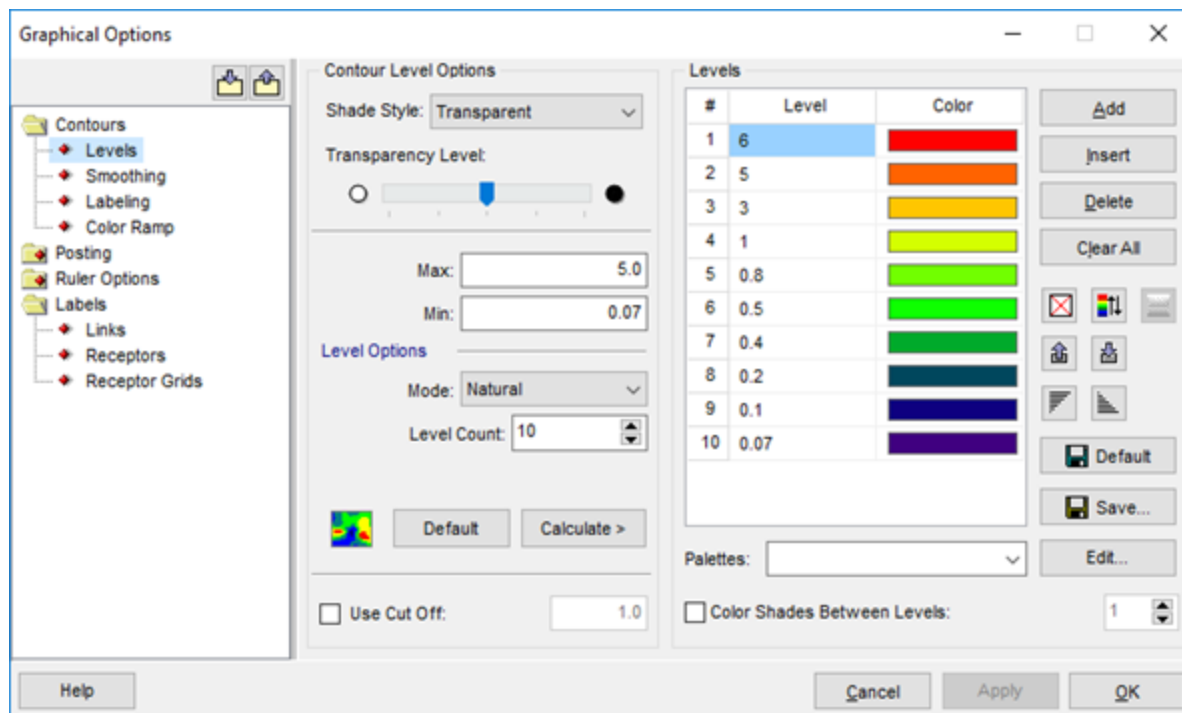 Graphical Options
Contours
Levels
Smoothing
Labeling
Color Ramp
Posting
Ruler Options
Labels
Links
Receptors
Receptor Grids
Contour Level Options
Shade Style: Transparent
Transparency Level:
Max: 5.0
Min: 0.07
Level Options
Mode: Natural
Level Count: 10
Default Calculate >
Use Cut Off: 1.0
Levels
# Level Color
1 6
2 5
3 3
4 1
5 0.8
6 0.5
7 0.4
8 0.2
9 0.1
10 0.07
Palettes:
Color Shades Between Levels: 1
Add
Insert
Delete
Clear All
Default
Save...
Edit...
Help Cancel Apply OK